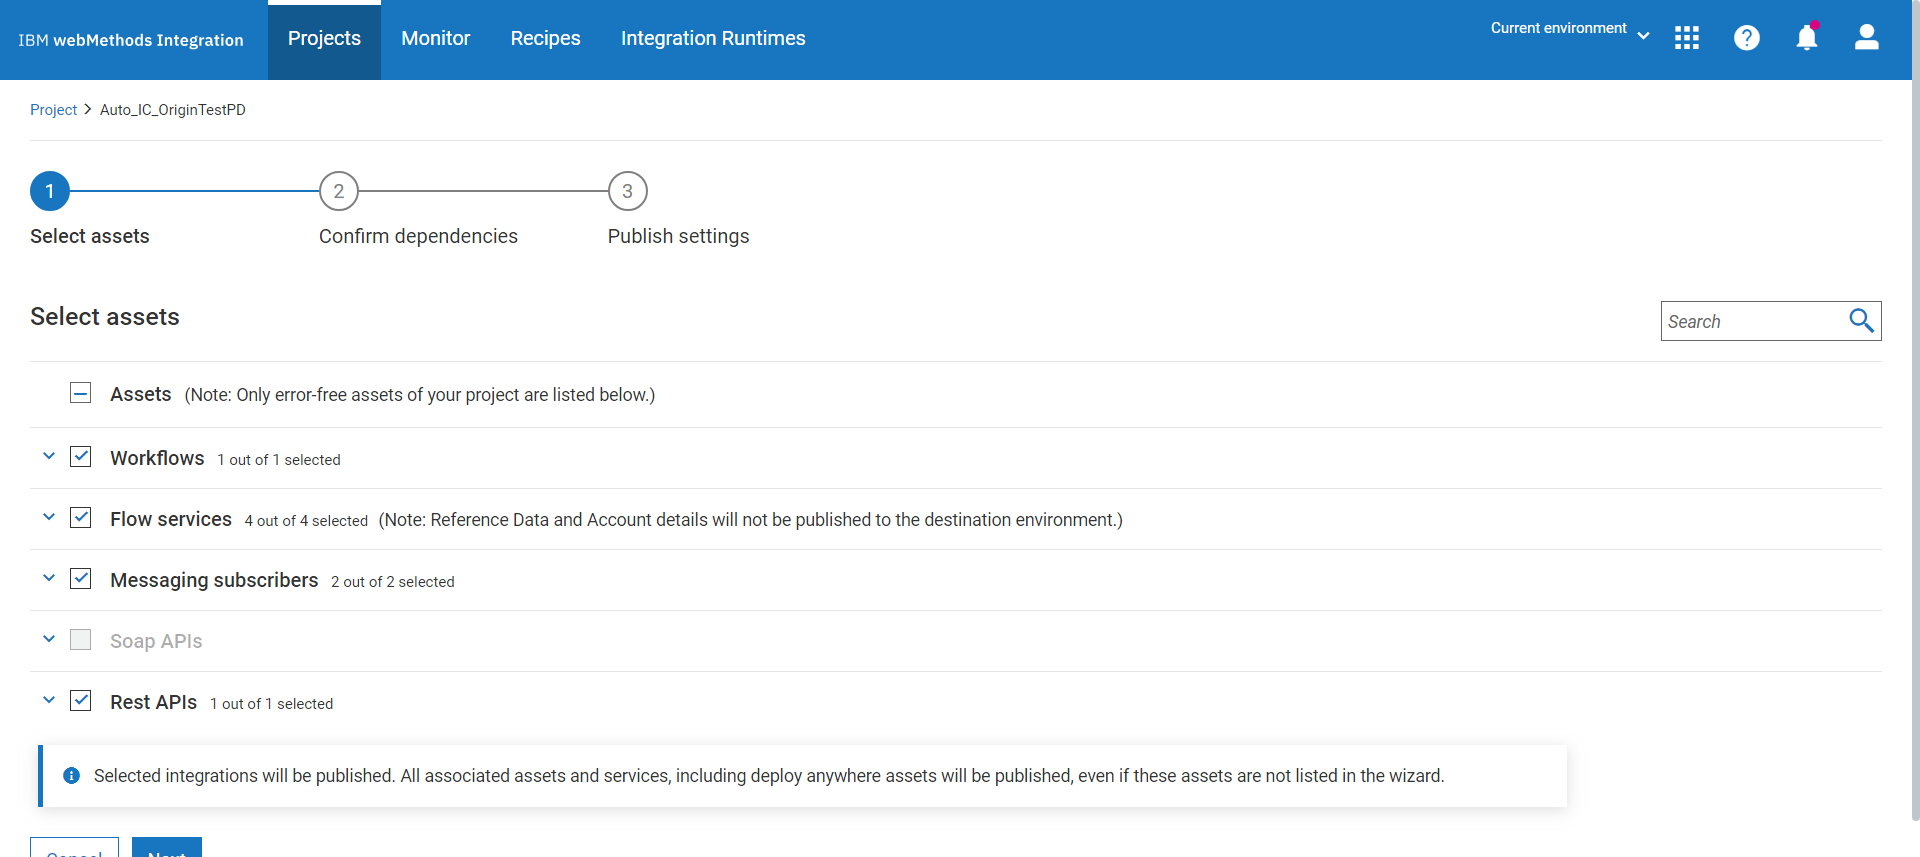 IBM webMethods Integration
Projects
Monitor
Recipes
Integration Runtimes
Current environment
?
Project > Auto_IC_OriginTestPD
1
2
3
Select assets
Confirm dependencies
Publish settings
Select assets
Search
Assets (Note: Only error-free assets of your project are listed below.)
Workflows 1 out of 1 selected
Flow services 4 out of 4 selected (Note: Reference Data and Account details will not be published to the destination environment.)
Messaging subscribers 2 out of 2 selected
Soap APIs
Rest APIs 1 out of 1 selected
Selected integrations will be published. All associated assets and services, including deploy anywhere assets will be published, even if these assets are not listed in the wizard.
Cancel
Next